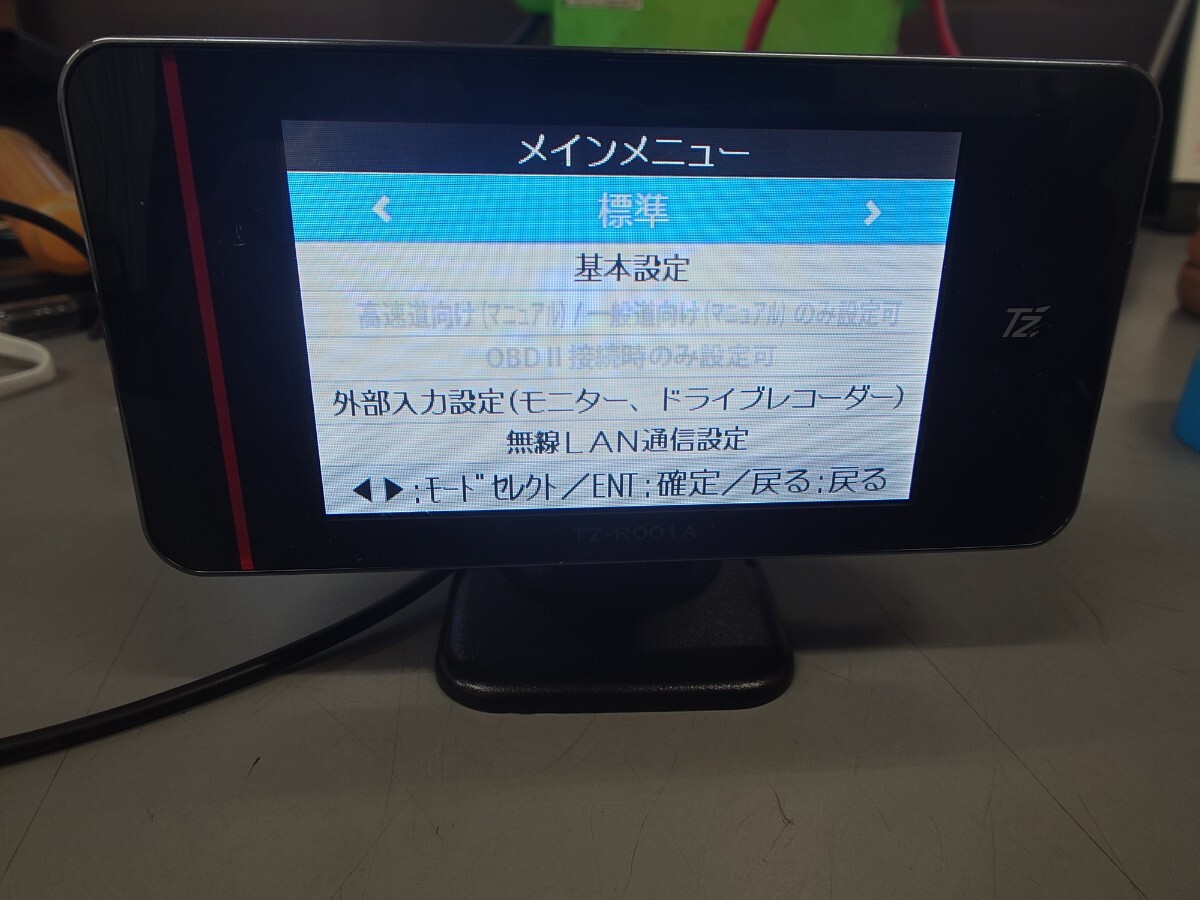 メインメニュー
標準
基本設定
高速道向け(マニュアル)/一般道向け(マニュアル)のみ設定可
OBDⅡ接続時のみ設定可
外部入力設定(モニター、ドライブレコーダー)
無線LAN通信設定
◀▶:モードセレクト/ENT:確定/戻る:戻る
TZ
TZ-R001A